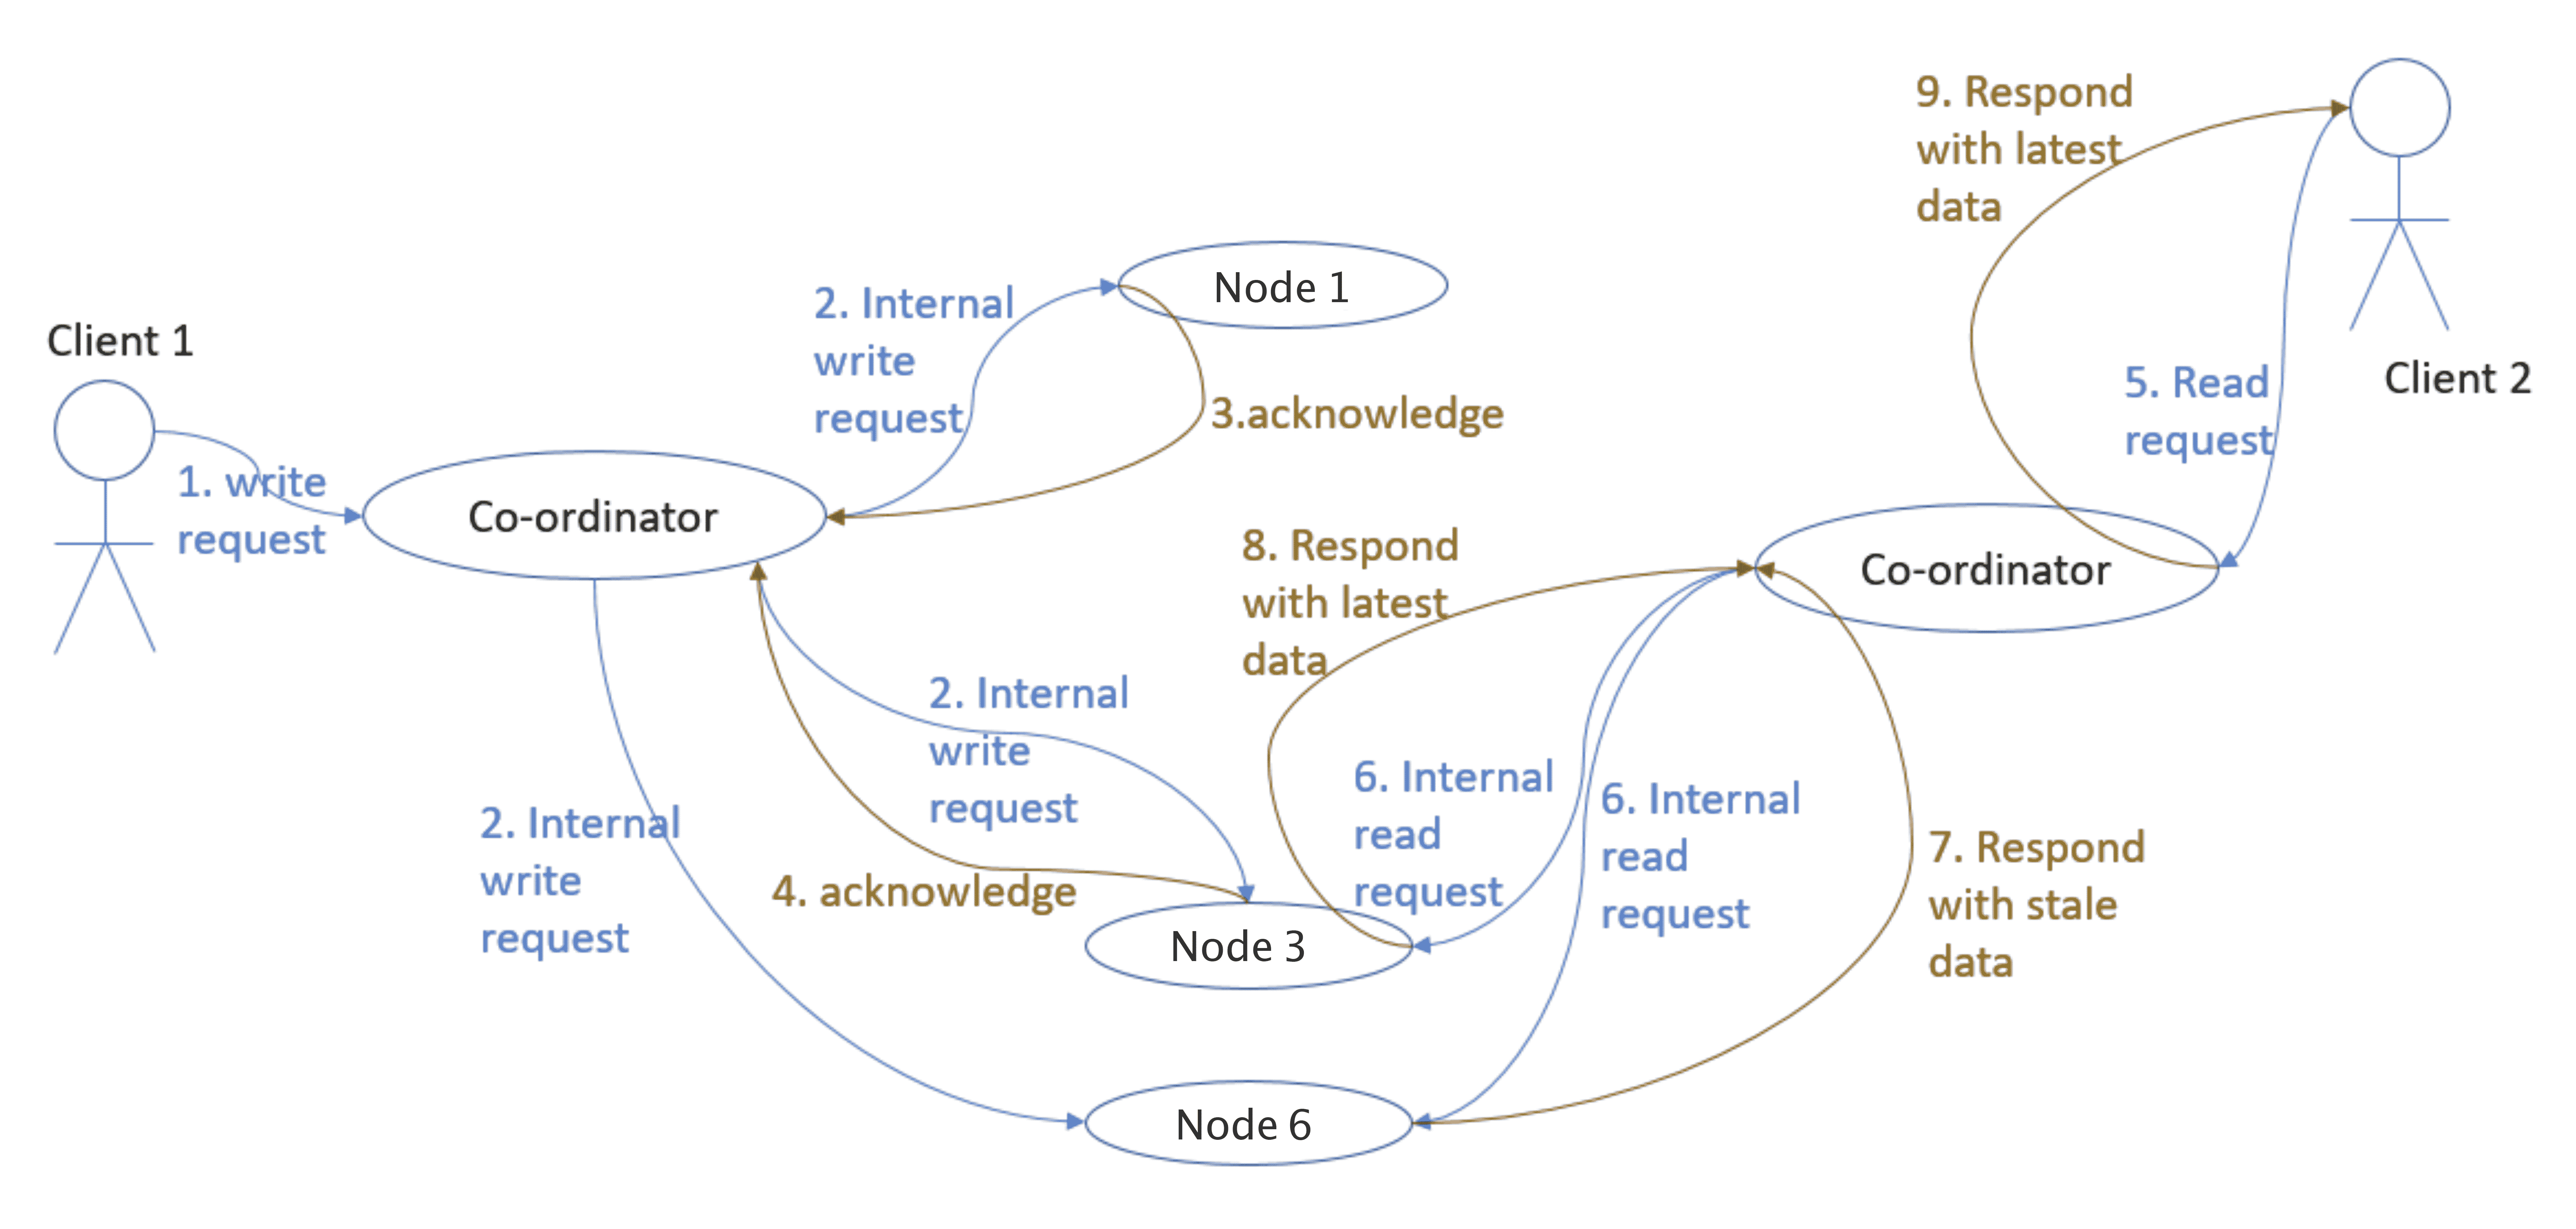 Client 1
1. write
request
Co-ordinator
2. Internal
write
request
Node 1
3.acknowledge
2. Internal
write
request
4. acknowledge
2. Internal
write
request
Node 3
Node 6
8. Respond
with latest
data
6. Internal
read
request
6. Internal
read
request
7. Respond
with stale
data
Co-ordinator
9. Respond
with latest
data
5. Read
request
Client 2